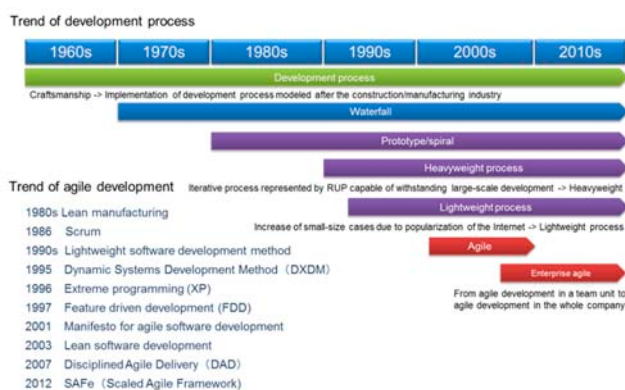 Trend of development process
1960s 1970s 1980s 1990s 2000s 2010s
Development process
Craftsmanship -> Implementation of development process modeled after the construction/manufacturing industry
Waterfall
Prototype/spiral
Heavyweight process
Iterative process represented by RUP capable of withstanding large-scale development -> Heavyweight
Lightweight process
Increase of small-size cases due to popularization of the Internet -> Lightweight process
Agile
Enterprise agile
From agile development in a team unit to
agile development in the whole company
Trend of agile development
1980s Lean manufacturing
1986 Scrum
1990s Lightweight software development method
1995 Dynamic Systems Development Method（DXDM）
1996 Extreme programming (XP)
1997 Feature driven development (FDD)
2001 Manifesto for agile software development
2003 Lean software development
2007 Disciplined Agile Delivery（DAD）
2012 SAFe（Scaled Agile Framework)